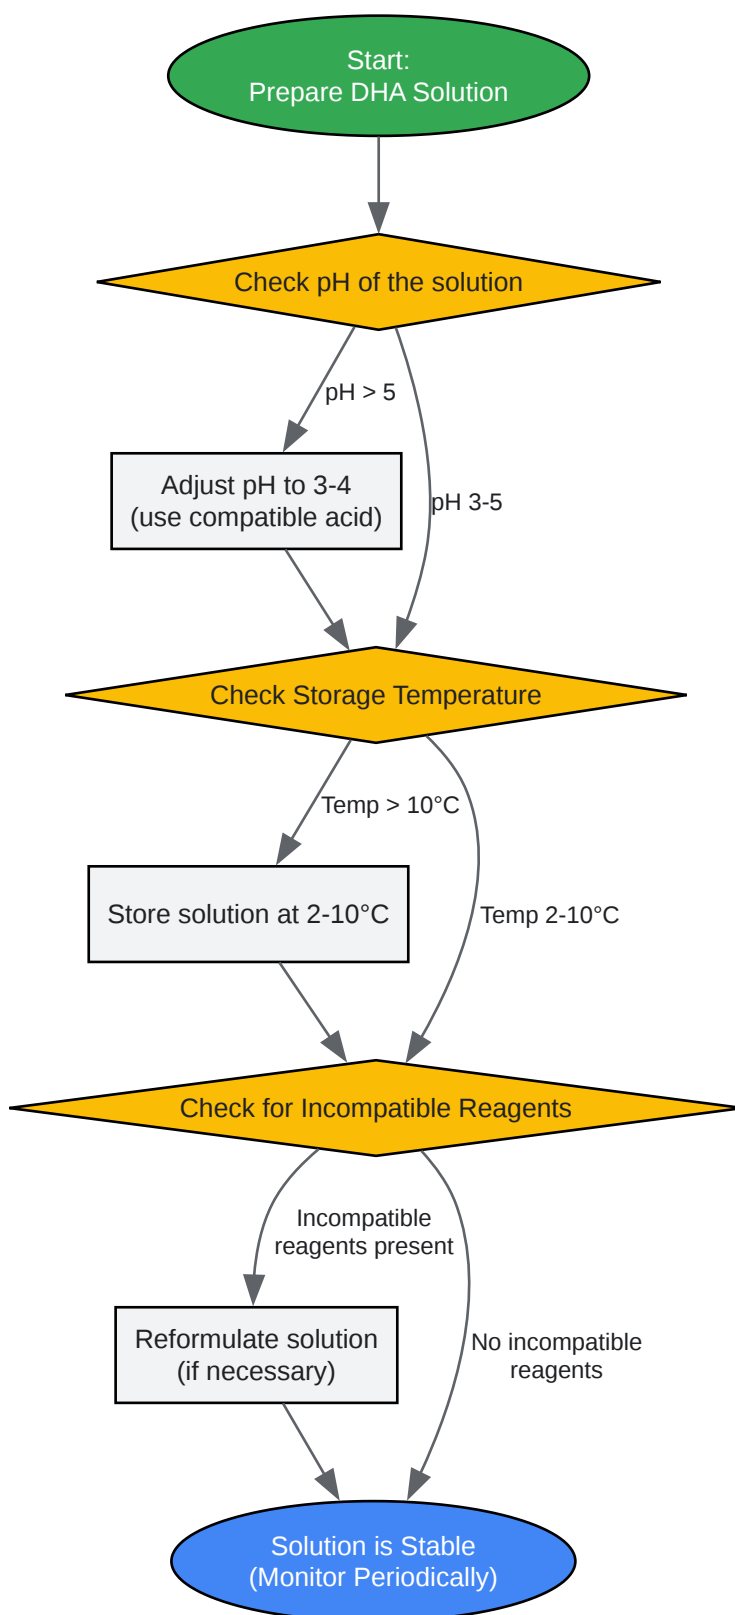 Start:
Prepare DHA Solution
Check pH of the solution
pH > 5
Adjust pH to 3-4
(use compatible acid)
pH 3-5
Check Storage Temperature
Temp > 10°C
Store solution at 2-10°C
Temp 2-10°C
Check for Incompatible Reagents
Incompatible
reagents present
Reformulate solution
(if necessary)
No incompatible
reagents
Solution is Stable
(Monitor Periodically)